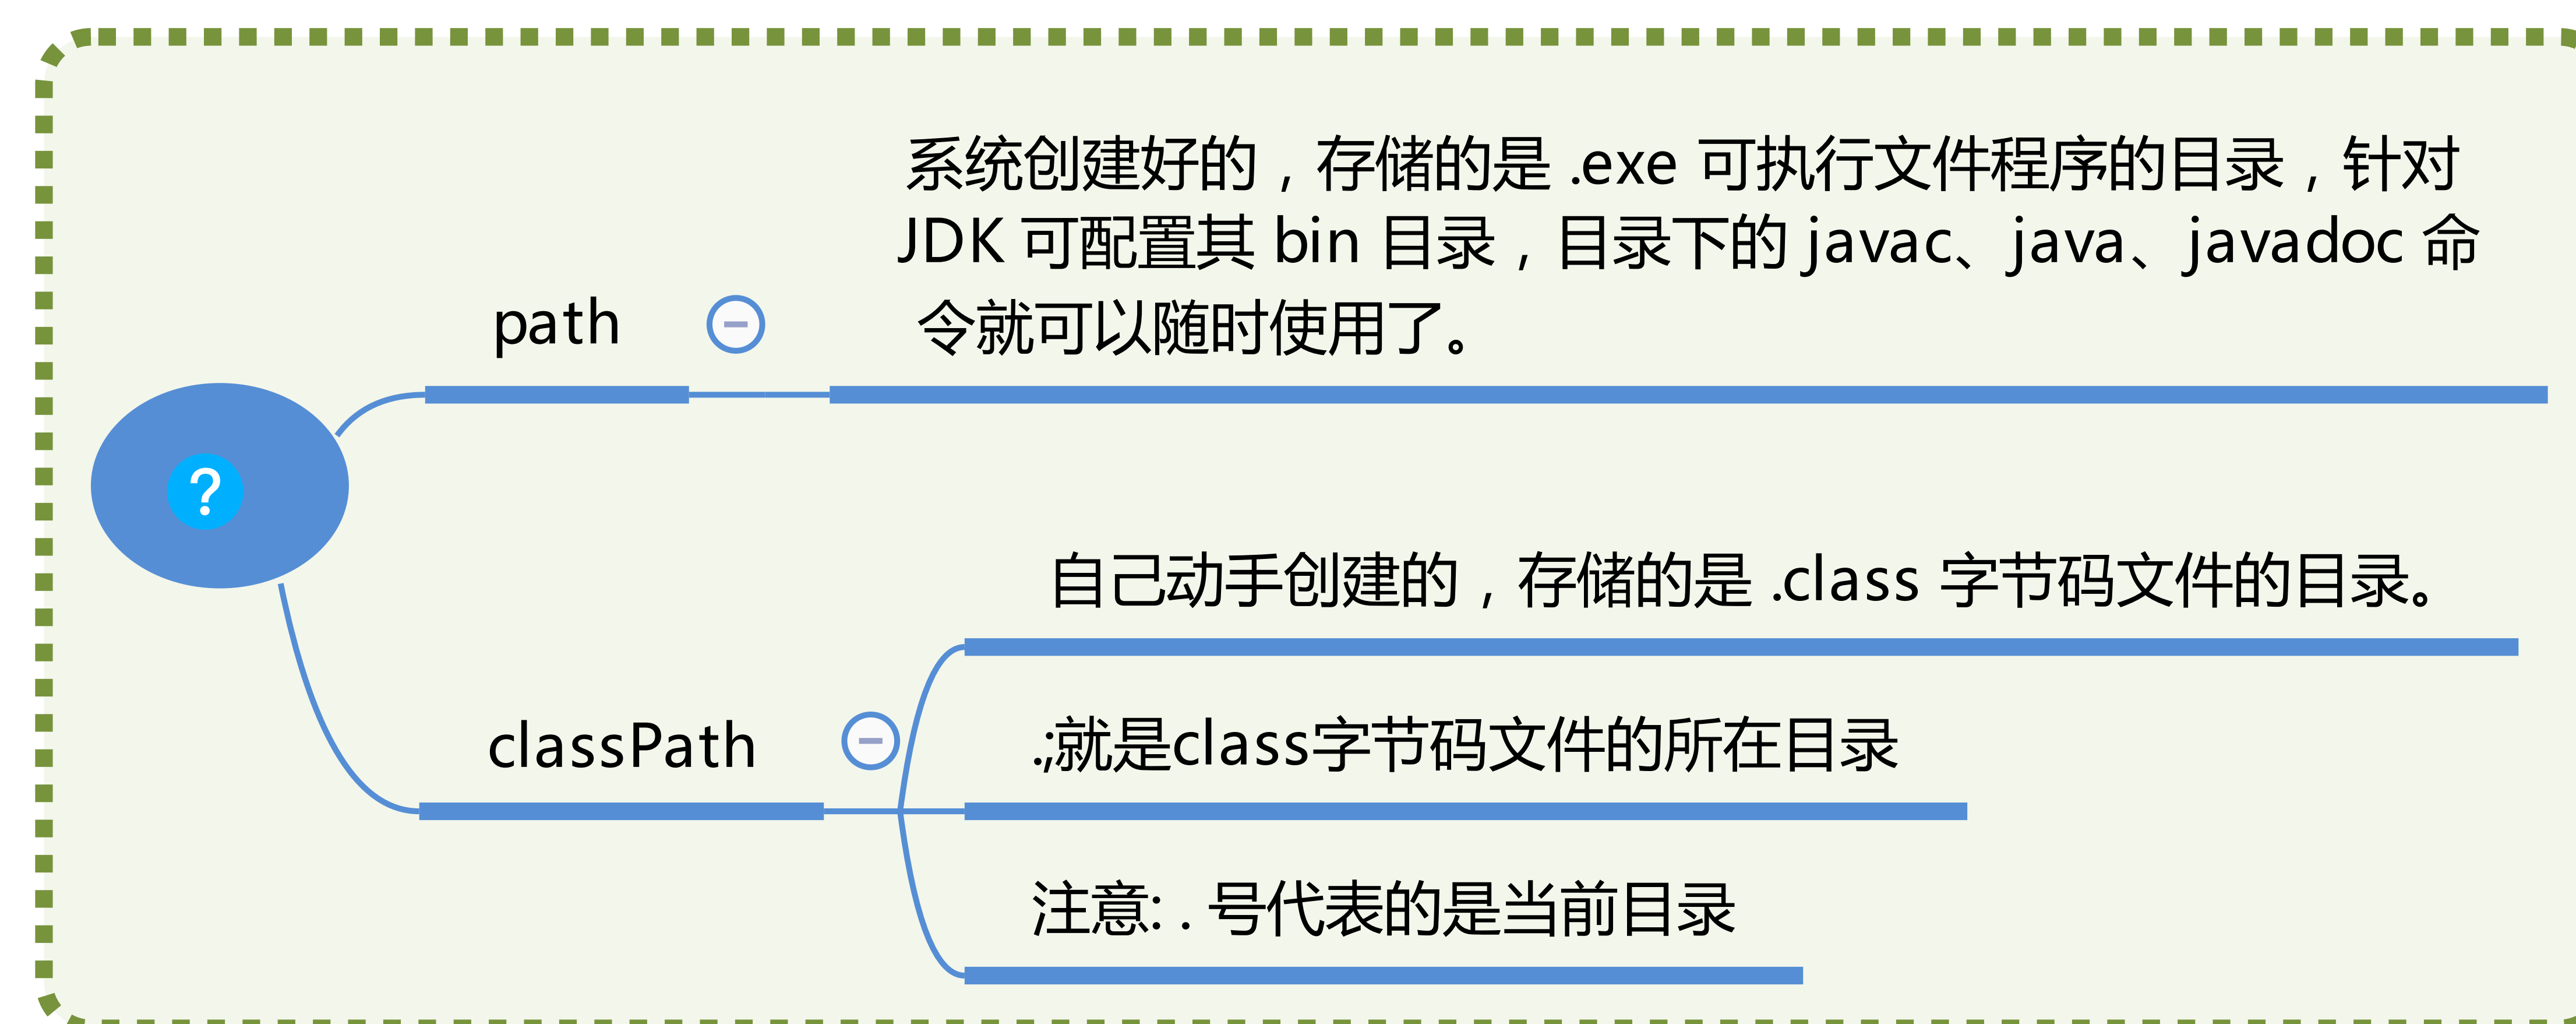 系统创建好的，存储的是 .exe 可执行文件程序的目录，针对
JDK 可配置其 bin 目录，目录下的 javac、java、javadoc 命
令就可以随时使用了。
path
?
自己动手创建的，存储的是 .class 字节码文件的目录。
classPath
.;就是class字节码文件的所在目录
注意: . 号代表的是当前目录